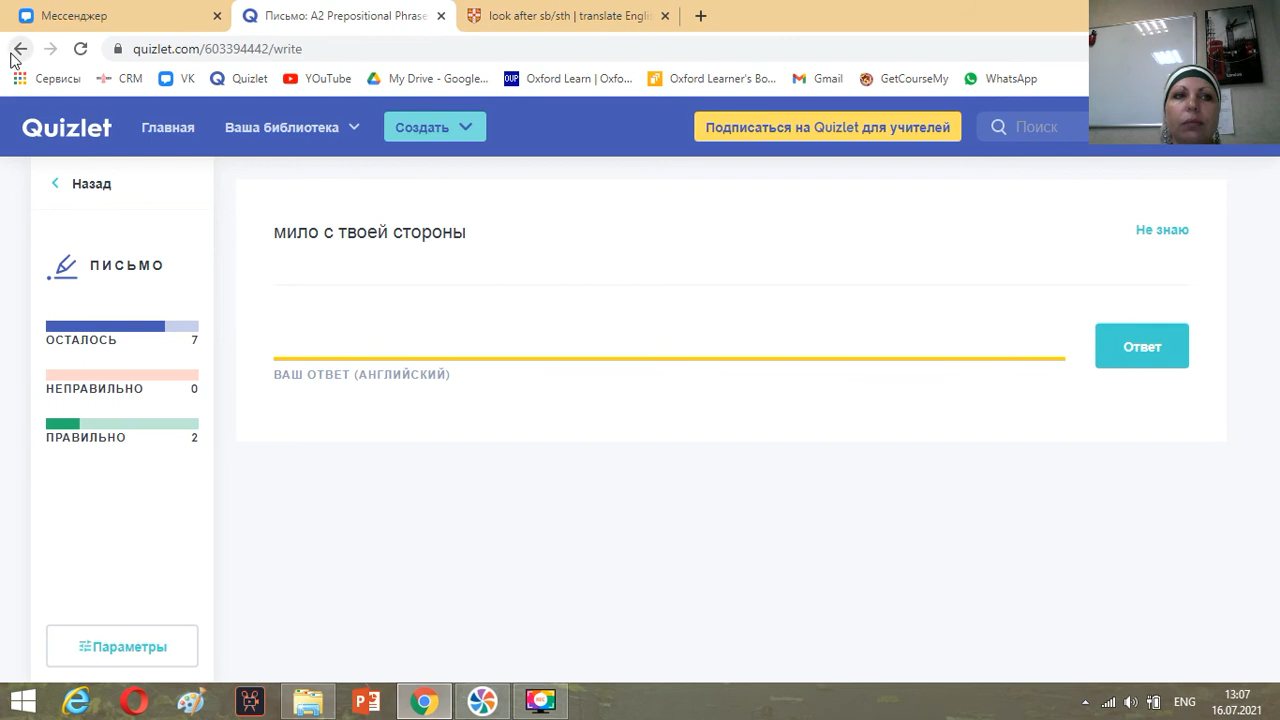 Мессенджер
Письмо: A2 Prepositional Phrase
look after sb/sth | translate Engli
quizlet.com/603394442/write
Сервисы
CRM
VK
Quizlet
YOUTube
My Drive - Google...
OUP
Oxford Learn | Oxfo...
Oxford Learner's Bo...
Gmail
GetCourseMy
WhatsApp
Quizlet
Главная
Ваша библиотека
Создать
Подписаться на Quizlet для учителей
Поиск
Назад
ПИСЬМО
ОСТАЛОСЬ 7
НЕПРАВИЛЬНО 0
ПРАВИЛЬНО 2
Параметры
мило с твоей стороны
Не знаю
Ответ
ВАШ ОТВЕТ (АНГЛИЙСКИЙ)
ENG
13:07
16.07.2021